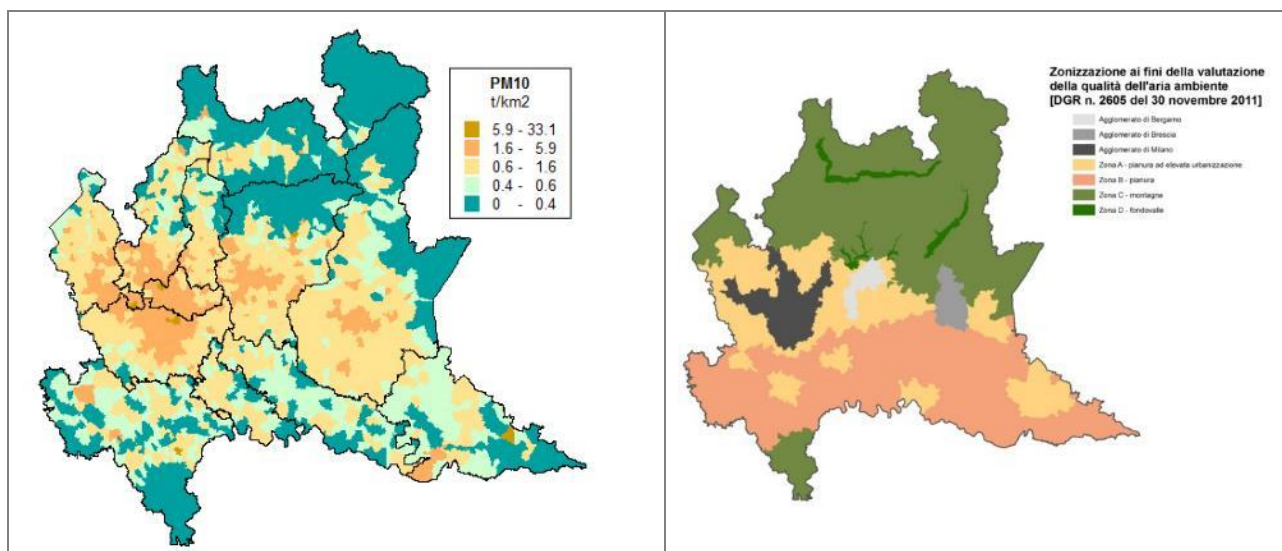 PM10
t/km2
5.9 - 33.1
1.6 - 5.9
0.6 - 1.6
0.4 - 0.6
0 - 0.4
Zonizzazione ai fini della valutazione
della qualità dell'aria ambiente
[DGR n. 2605 del 30 novembre 2011]
Agglomerato di Bergamo
Agglomerato di Brescia
Agglomerato di Milano
Zona A - pianura ad elevata urbanizzazione
Zona B - pianura
Zona C - montagna
Zona D - fondovalle